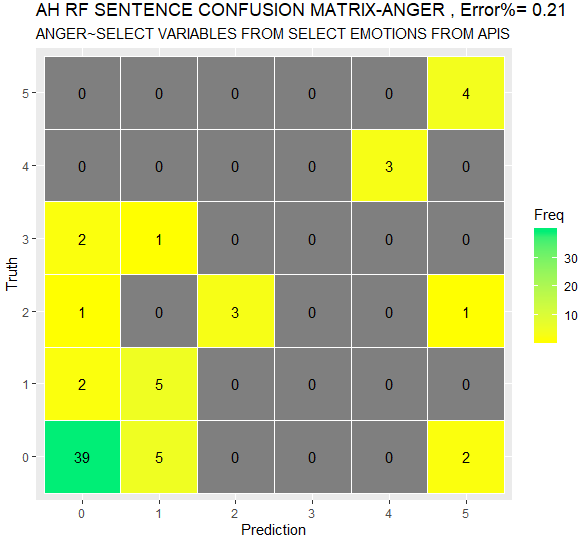 AH RF SENTENCE CONFUSION MATRIX-ANGER , Error%= 0.21
ANGER~SELECT VARIABLES FROM SELECT EMOTIONS FROM APIS
5 0 0 0 0 0 4
4 0 0 0 0 3 0
3 2 1 0 0 0 0
2 1 0 3 0 0 1
1 2 5 0 0 0 0
0 39 5 0 0 0 2
0 1 2 3 4 5
Prediction
Truth
Freq
30
20
10